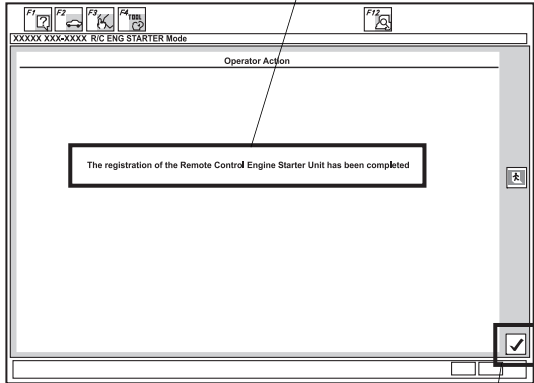 F1 F2 F3 F4 TOOL F12
XXXXX XXX-XXXX R/C ENG STARTER Mode
Operator Action
The registration of the Remote Control Engine Starter Unit has been completed